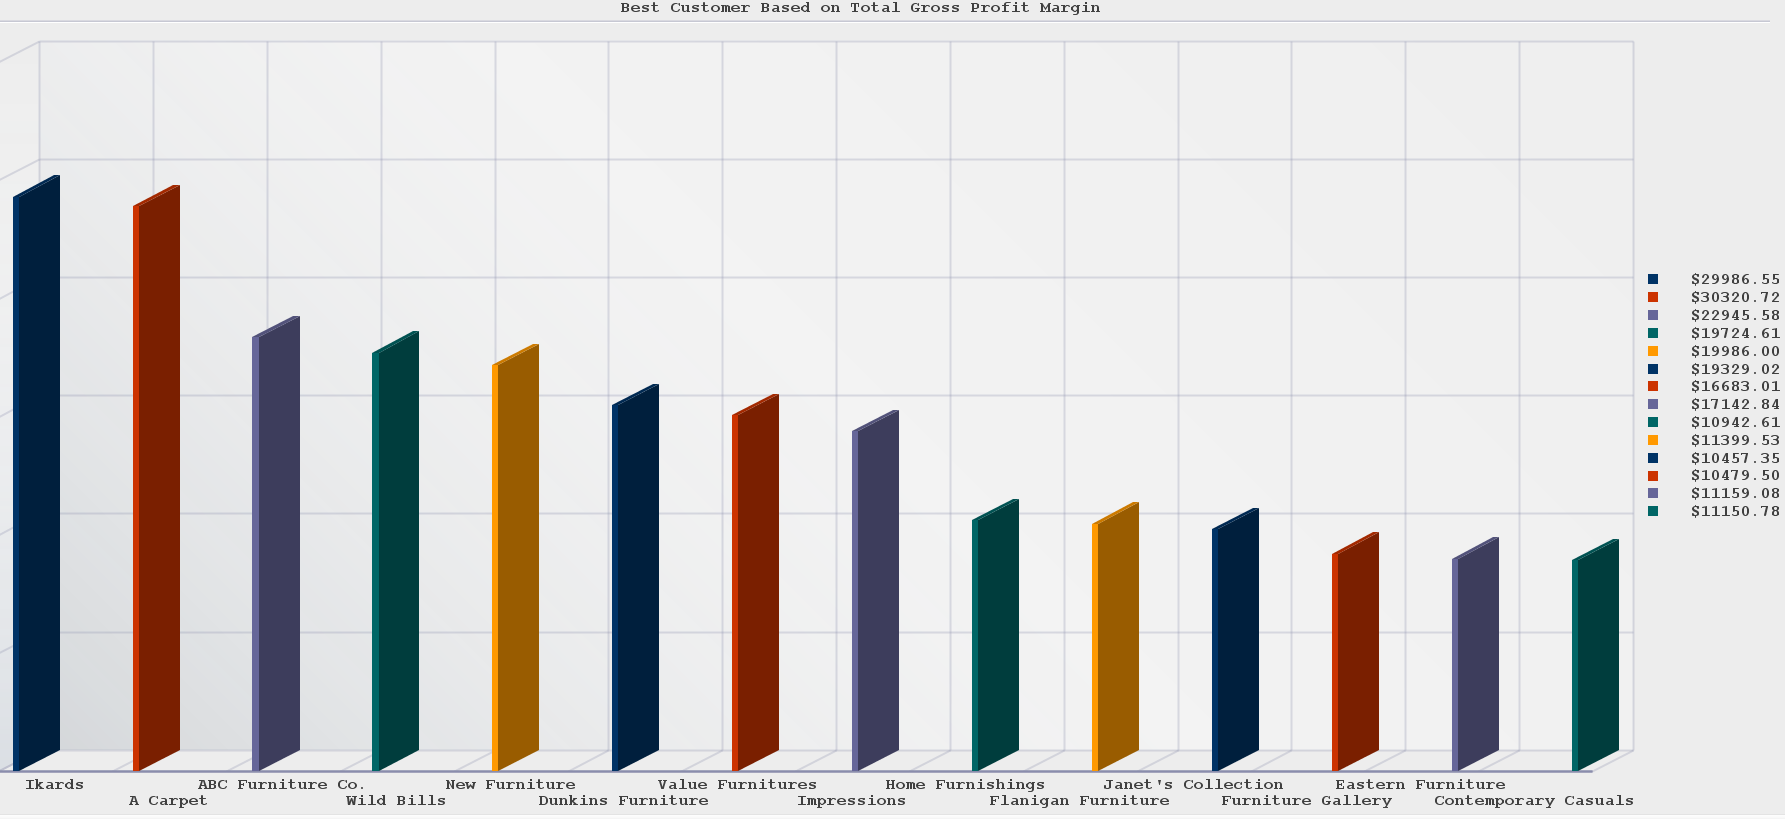 Best Customer Based on Total Gross Profit Margin
$29986.55
$30320.72
$22945.58
$19724.61
$19986.00
$19329.02
$16683.01
$17142.84
$10942.61
$11399.53
$10457.35
$10479.50
$11159.08
$11150.78
Ikards
A Carpet
ABC Furniture Co.
Wild Bills
New Furniture
Dunkins Furniture
Value Furnitures
Impressions
Home Furnishings
Flanigan Furniture
Janet's Collection
Furniture Gallery
Eastern Furniture
Contemporary Casuals